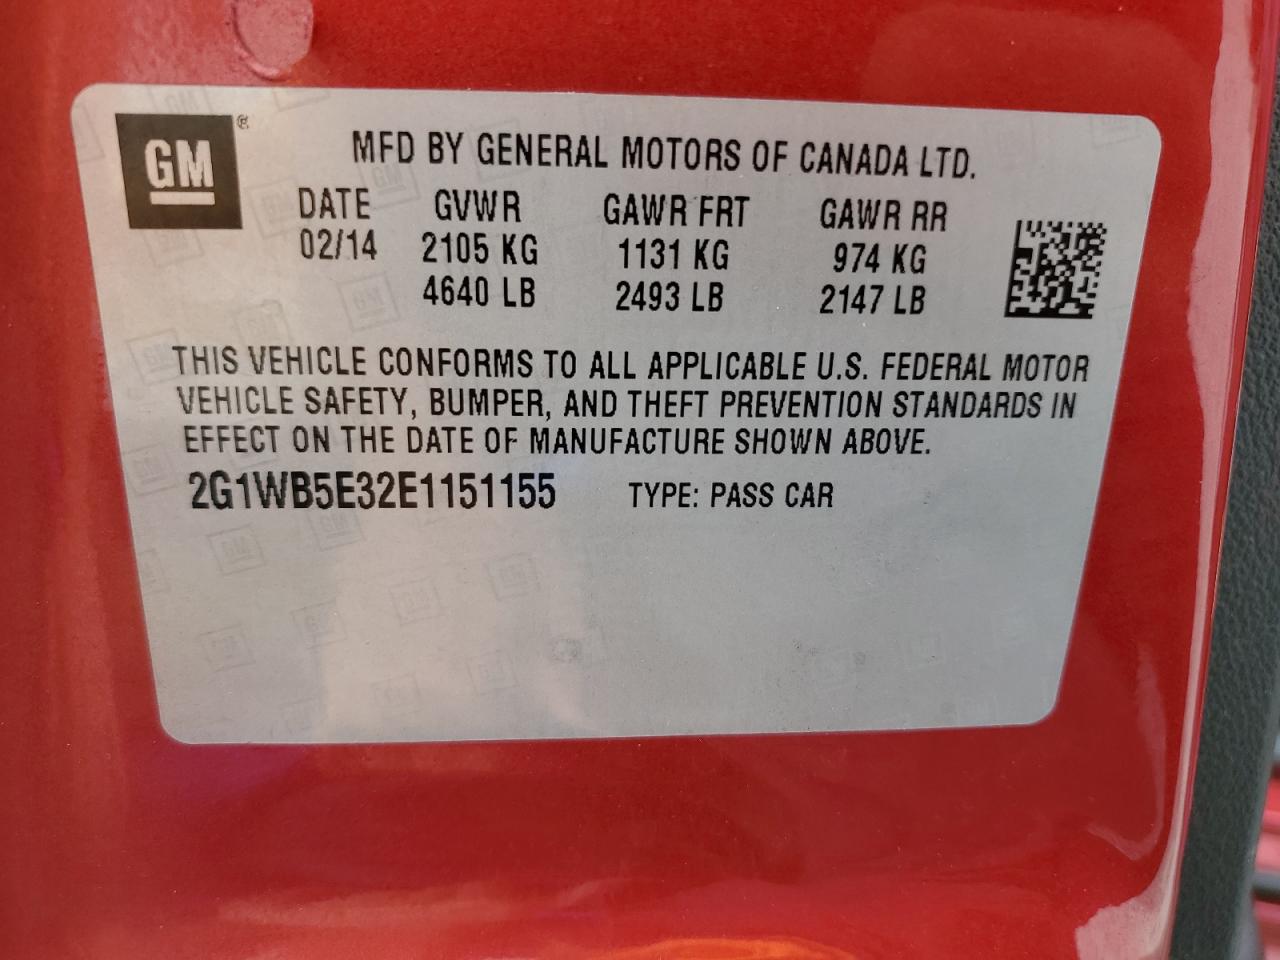 GM ®
MFD BY GENERAL MOTORS OF CANADA LTD.
DATE GVWR GAWR FRT GAWR RR
02/14 2105 KG 1131 KG 974 KG
4640 LB 2493 LB 2147 LB
THIS VEHICLE CONFORMS TO ALL APPLICABLE U.S. FEDERAL MOTOR
VEHICLE SAFETY, BUMPER, AND THEFT PREVENTION STANDARDS IN
EFFECT ON THE DATE OF MANUFACTURE SHOWN ABOVE.
2G1WB5E32E1151155 TYPE: PASS CAR